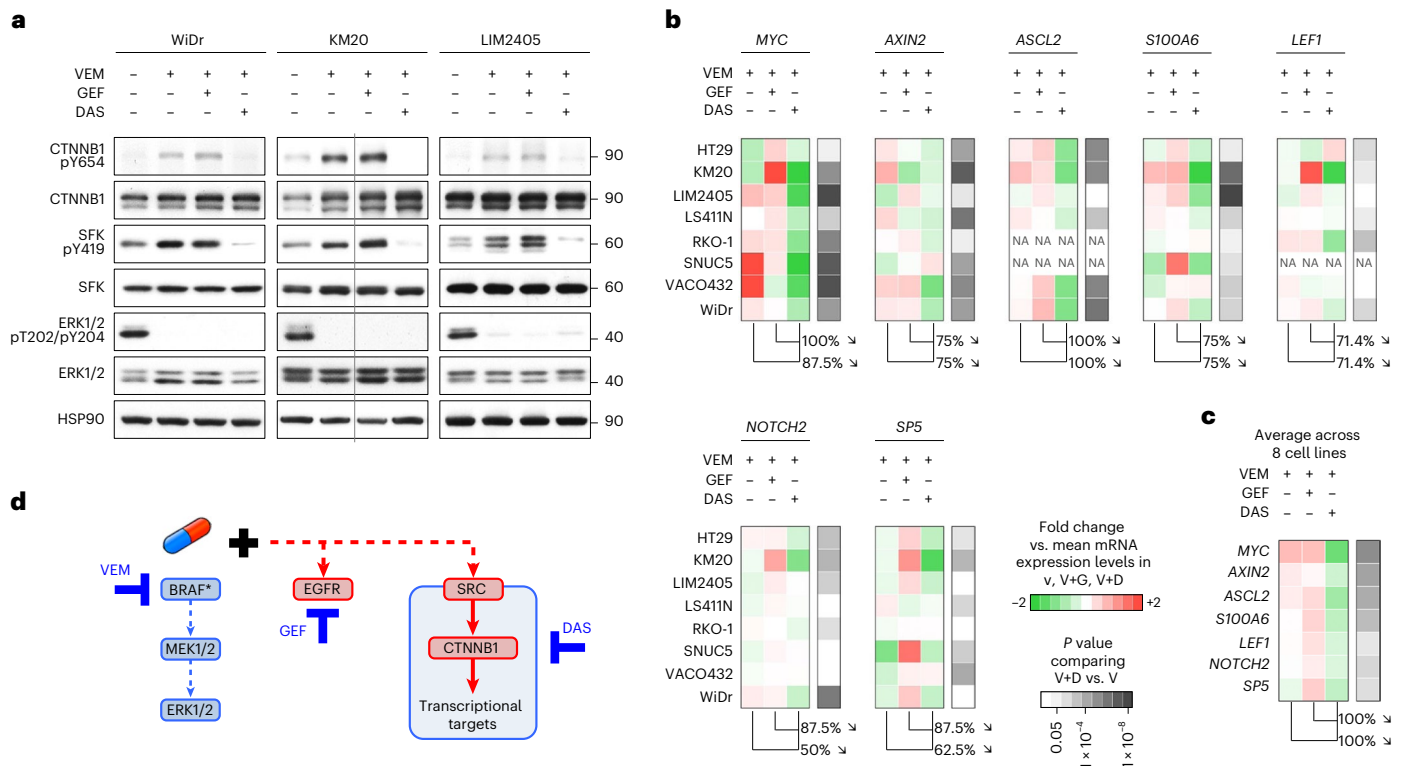 a
WiDr KM20 LIM2405
VEM – + + + – + + + – + + +
GEF – – + – – – + – – – + –
DAS – – – + – – – + – – – +
CTNNB1 pY654 90
CTNNB1 90
SFK pY419 60
SFK 60
ERK1/2 pT202/pY204 40
ERK1/2 40
HSP90 90
b
MYC AXIN2 ASCL2 S100A6 LEF1
VEM + + + + + + + + + + + + + + +
GEF – + – – + – – + – – + – – + –
DAS – – + – – + – – + – – + – – +
HT29
KM20
LIM2405
LS411N
RKO-1 NA NA NA NA
SNUC5 NA NA NA NA NA NA NA NA
VACO432
WiDr
100% ↘ 75% ↘ 100% ↘ 75% ↘ 71.4% ↘
87.5% ↘ 75% ↘ 100% ↘ 75% ↘ 71.4% ↘
NOTCH2 SP5
VEM + + + + + +
GEF – + – – + –
DAS – – + – – +
HT29
KM20
LIM2405
LS411N
RKO-1
SNUC5
VACO432
WiDr
87.5% ↘ 87.5% ↘
50% ↘ 62.5% ↘
Fold change
vs. mean mRNA
expression levels in
v, V+G, V+D
–2 +2
P value
comparing
V+D vs. V
0.05 1 × 10⁻⁴ 1 × 10⁻⁸
c
Average across
8 cell lines
VEM + + +
GEF – + –
DAS – – +
MYC
AXIN2
ASCL2
S100A6
LEF1
NOTCH2
SP5
100% ↘
100% ↘
d
VEM
BRAF*
MEK1/2
ERK1/2
EGFR
GEF
SRC
CTNNB1
DAS
Transcriptional
targets